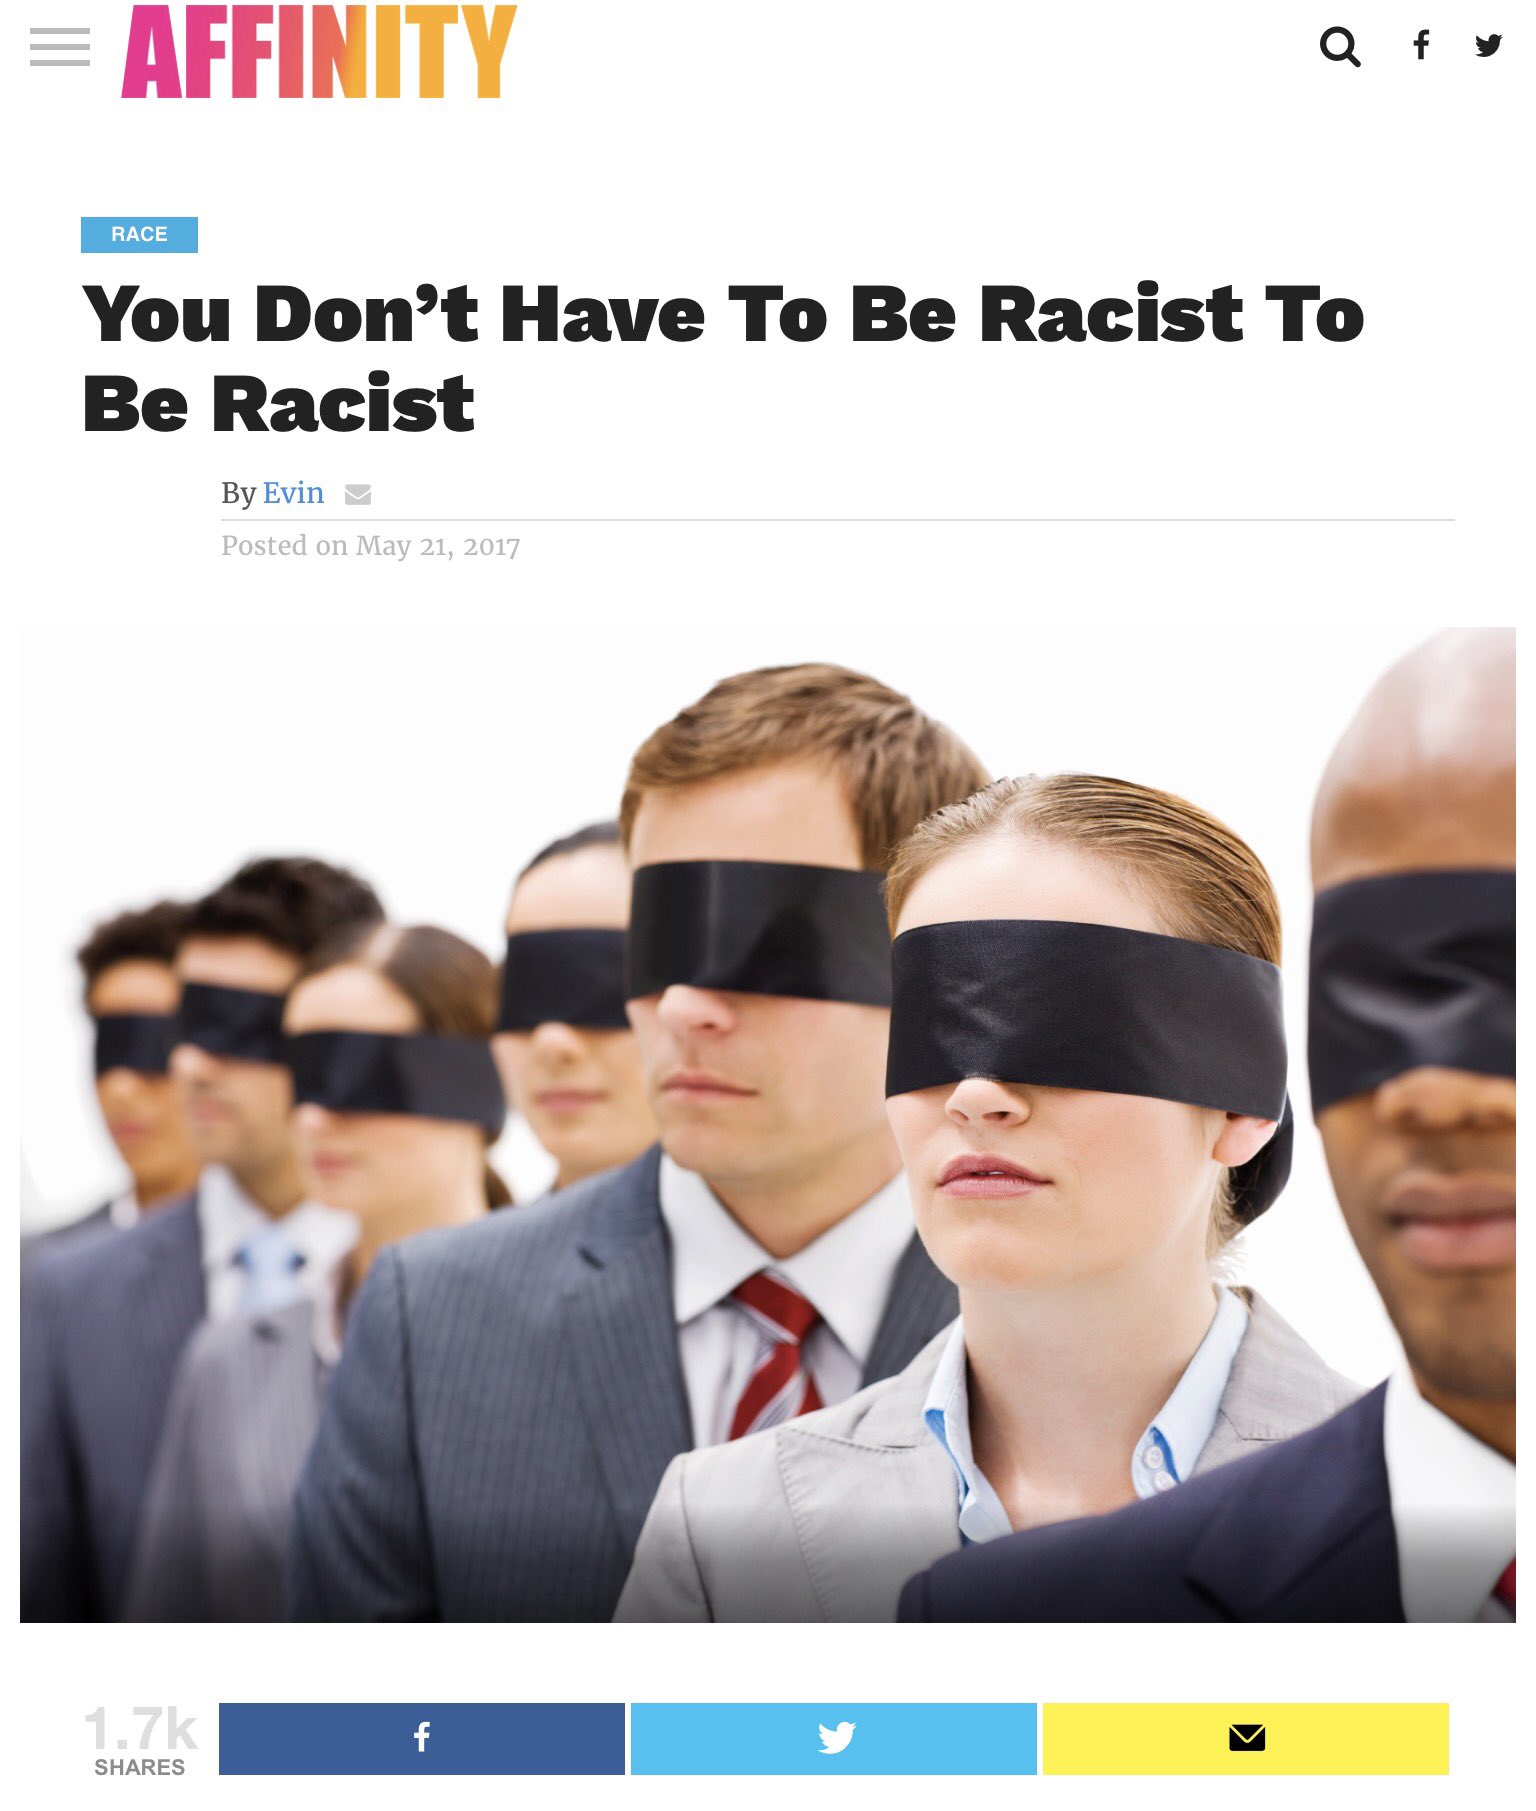 AFFINITY
RACE
You Don’t Have To Be Racist To
Be Racist
By Evin
Posted on May 21, 2017
1.7k
SHARES